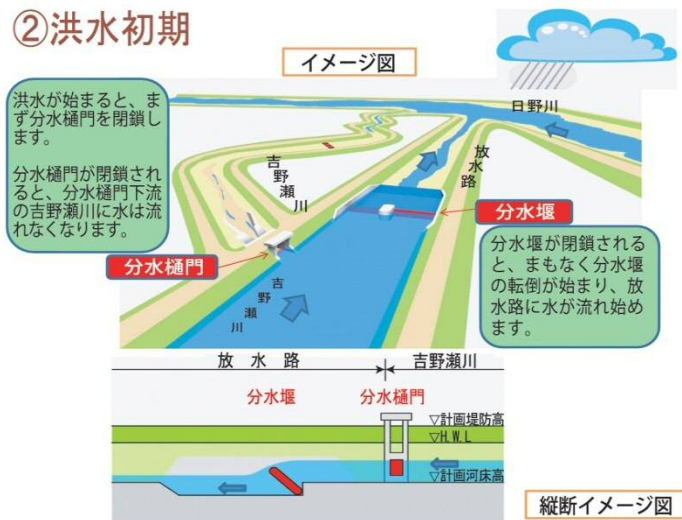 ②洪水初期
イメージ図
洪水が始まると、ま
ず分水樋門を閉鎖し
ます。
分水樋門が閉鎖され
ると、分水樋門下流
の吉野瀬川に水は流
れなくなります。
日野川
放水路
吉野瀬川
分水堰
分水樋門
吉野瀬川
分水堰が閉鎖される
と、まもなく分水堰
の転倒が始まり、放
水路に水が流れ始め
ます。
放水路
吉野瀬川
分水堰
分水樋門
▽計画堤防高
▽H.W.L
▽計画河床高
縦断イメージ図